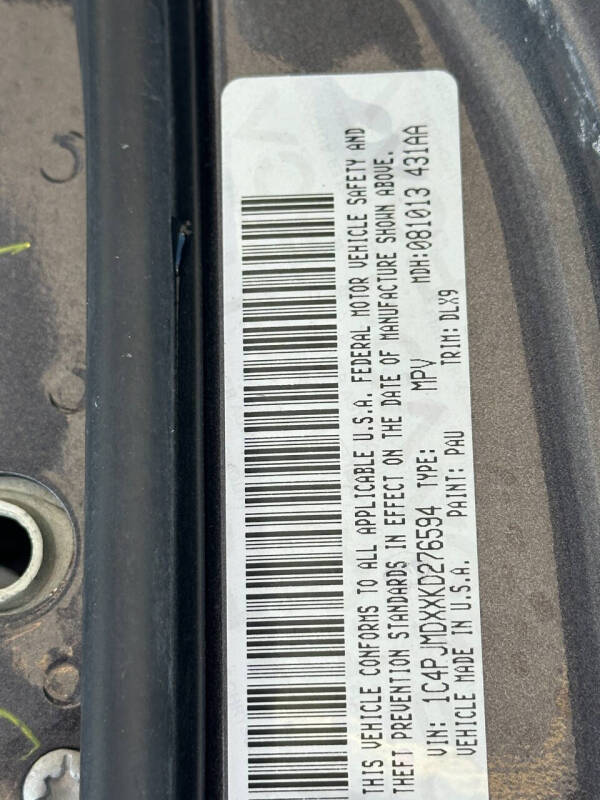 THIS VEHICLE CONFORMS TO ALL APPLICABLE U.S.A. FEDERAL MOTOR VEHICLE SAFETY AND
THEFT PREVENTION STANDARDS IN EFFECT ON THE DATE OF MANUFACTURE SHOWN ABOVE.
VIN: 1C4PJMDXXKD276594 TYPE: MPV MDH:081013 431AA
VEHICLE MADE IN U.S.A. PAINT: PAU TRIM: DLX9